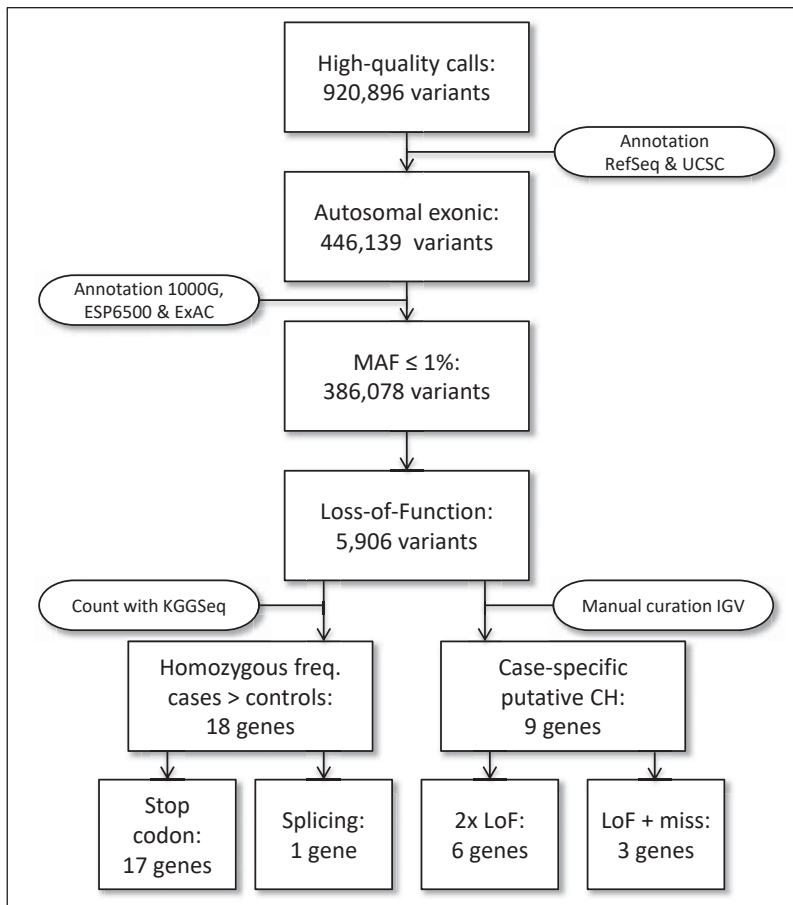 High-quality calls:
920,896 variants
Annotation
RefSeq & UCSC
Autosomal exonic:
446,139 variants
Annotation 1000G,
ESP6500 & ExAC
MAF ≤ 1%:
386,078 variants
Loss-of-Function:
5,906 variants
Count with KGGSeq
Manual curation IGV
Homozygous freq.
cases > controls:
18 genes
Case-specific
putative CH:
9 genes
Stop
codon:
17 genes
Splicing:
1 gene
2x LoF:
6 genes
LoF + miss:
3 genes